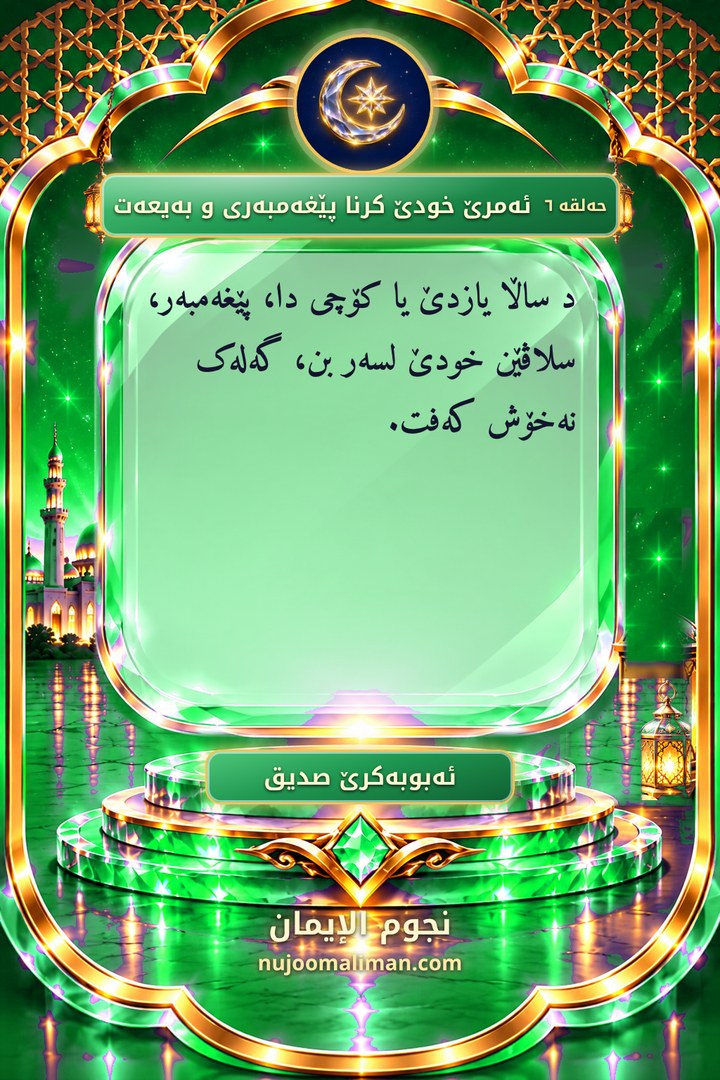 حەلقە ٦ ئەمرێ خودێ کرنا پێغەمبەری و بەیعەت
د سالا یازدێ یا کۆچی دا، پێغەمبەر،
سلاڤێن خودێ لسەر بن، گەلەک
نەخۆش کەفت.
ئەبوبەکرێ صدیق
نجوم الإيمان
nujoomaliman.com